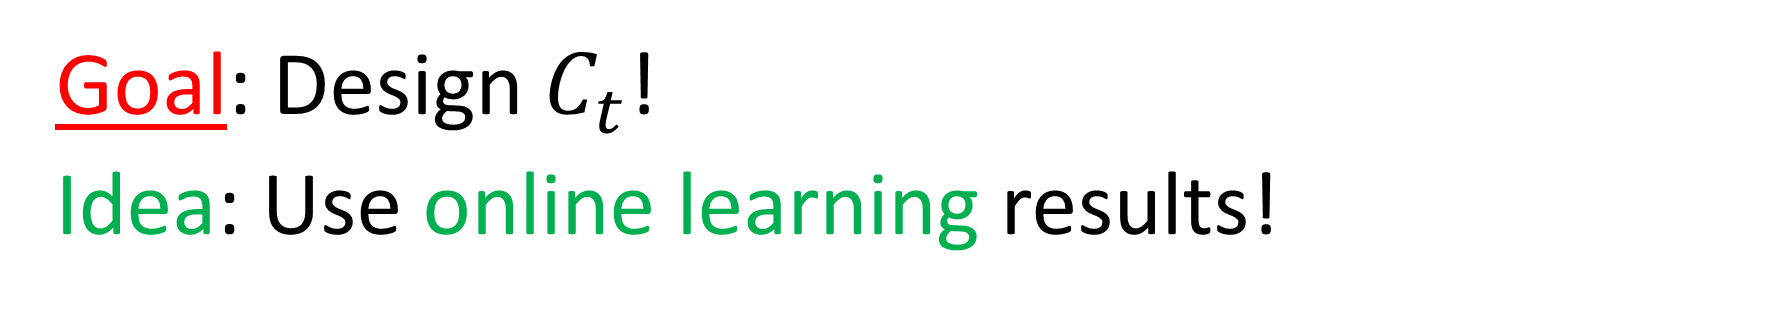 Goal: Design $C_t$!
Idea: Use online learning results!